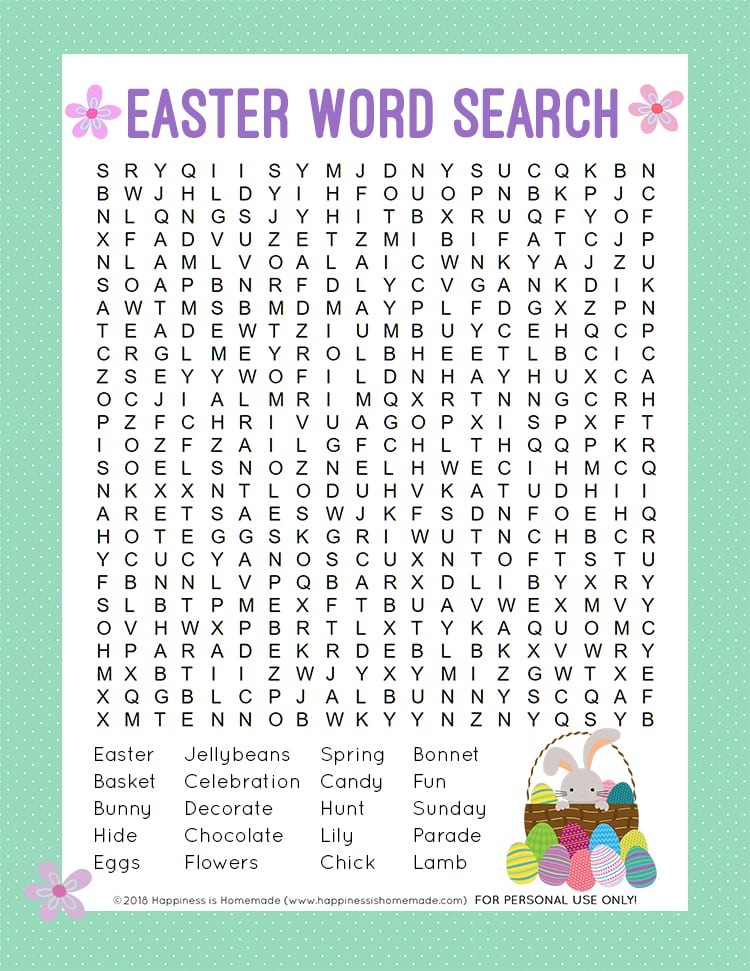 EASTER WORD SEARCH
S R Y Q I I S Y M J D N Y S U C Q K B N
B W J H L D Y I H F O U O P N B K P J C
N L Q N G S J Y H I T B X R U Q F Y O F
X F A D V U Z E T Z M I B I F A T C J P
N L A M L V O A L A I C W N K Y A J Z U
S O A P B N R F D L Y C V G A N K D I K
A W T M S B M D M A Y P L F D G X Z P N
T E A D E W T Z I U M B U Y C E H Q C P
C R G L M E Y R O L B H E E T L B C I C
Z S E Y Y W O F I L D N H A Y H U X C A
O C J I A L M R I M Q X R T N N G C R H
P Z F C H R I V U A G O P X I S P X F T
I O Z F Z A I L G F C H L T H Q Q P K R
S O E L S N O Z N E L H W E C I H M C Q
N K X X N T L O D U H V K A T U D H I I
A R E T S A E S W J K F S D N F O E H Q
H O T E G G S K G R I W U T N C H B C R
Y C U C Y A N O S C U X N T O F T S T U
F B N N L V P Q B A R X D L I B Y X R Y
S L B T P M E X F T B U A V W E X M V Y
O V H W X P B R T L X T Y K A Q U O M C
H P A R A D E K R D E B L B K X V W R Y
M X B T I I Z W J Y X Y M I Z G W T X E
X Q G B L C P J A L B U N N Y S C Q A F
X M T E N N O B W K Y Y N Z N Y Q S Y B
Easter Jellybeans Spring Bonnet
Basket Celebration Candy Fun
Bunny Decorate Hunt Sunday
Hide Chocolate Lily Parade
Eggs Flowers Chick Lamb
©2018 Happiness is Homemade (www.happinessishomemade.com) FOR PERSONAL USE ONLY!